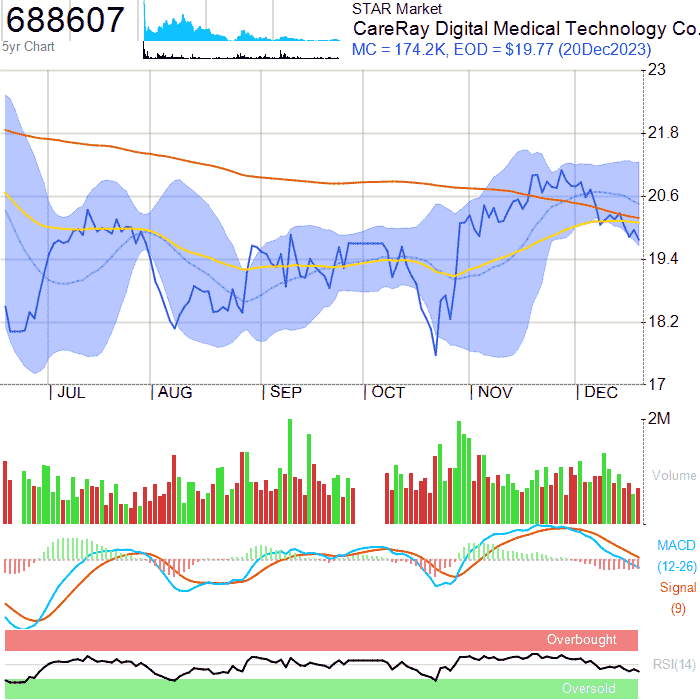 688607
5yr Chart
STAR Market
CareRay Digital Medical Technology Co.
MC = 174.2K, EOD = $19.77 (20Dec2023)
23
21.8
20.6
19.4
18.2
17
JUL AUG SEP OCT NOV DEC
2M
Volume
MACD
(12-26)
Signal
(9)
Overbought
RSI(14)
Oversold